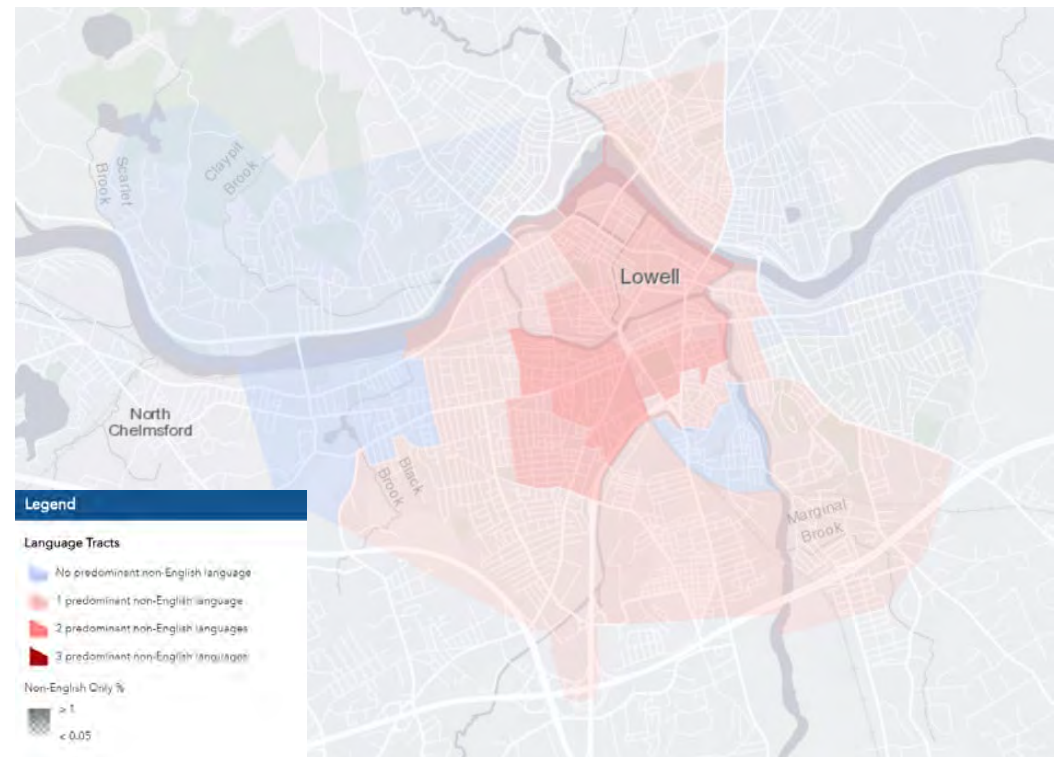 Scarlet
Brook
Claypit
Brook
Lowell
North
Chelmsford
Black
Brook
Marginal
Brook
Legend
Language Tracts
No predominant non-English language
1 predominant non-English language
2 predominant non-English languages
3 predominant non-English languages
Non-English Only %
> 1
< 0.05